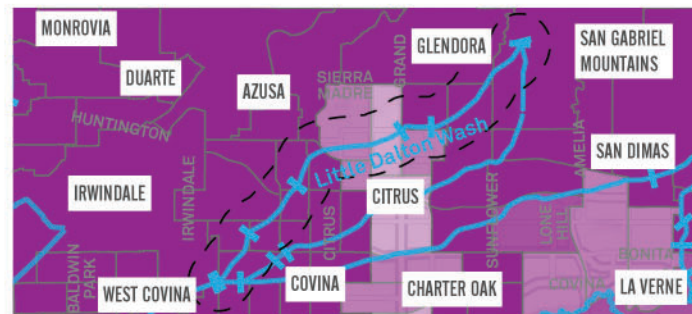 MONROVIA
GLENDORA
SAN GABRIEL
MOUNTAINS
DUARTE
AZUSA
SIERRA
MADRE
GRAND
HUNTINGTON
Little Dalton Wash
AMELIA
SAN DIMAS
IRWINDALE
IRWINDALE
CITRUS
CITRUS
SUNFLOWER
LONE
HILL
BALDWIN
PARK
WEST COVINA
COVINA
CHARTER OAK
COVINA
BONITA
LA VERNE